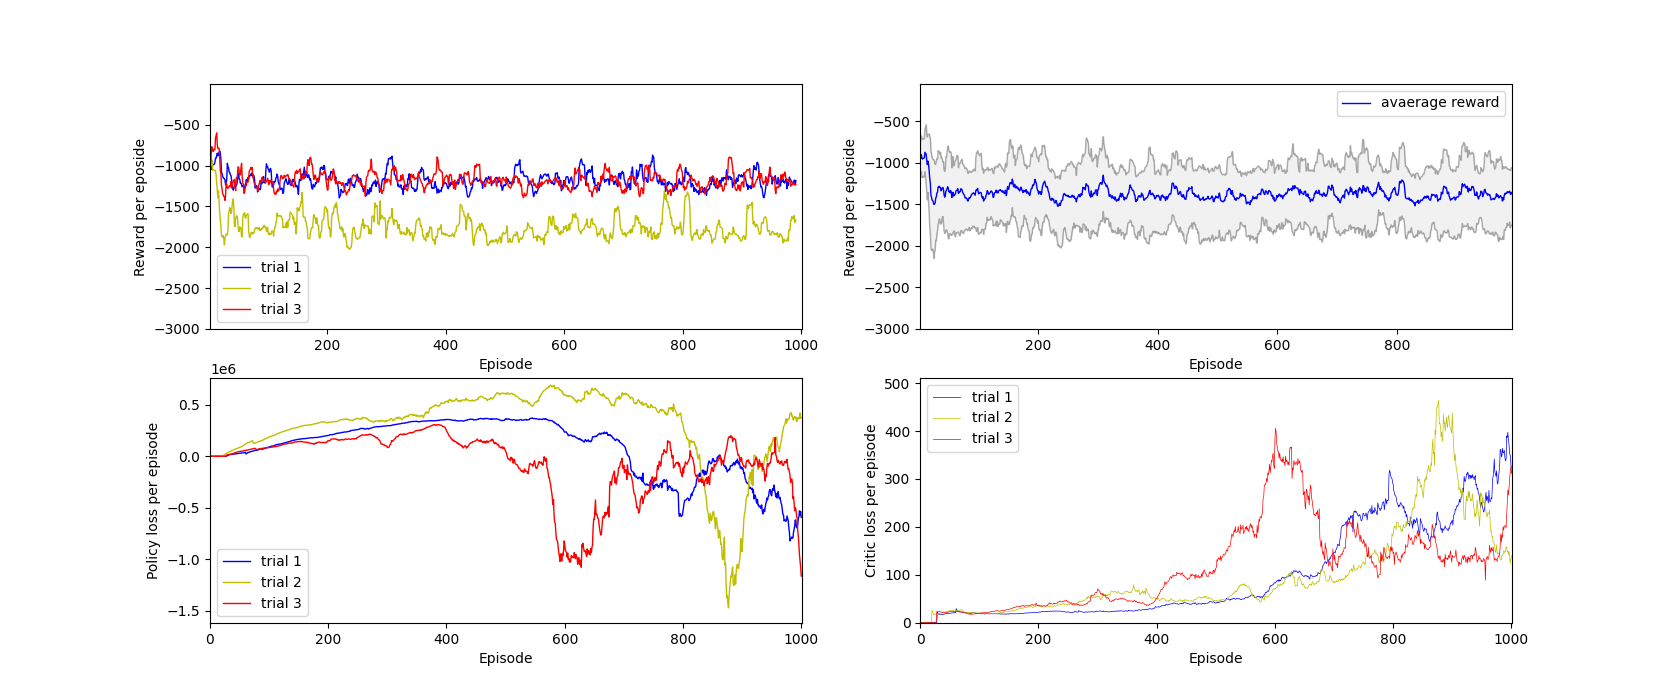 −500
−1000
−1500
−2000
−2500
−3000
Reward per eposide
trial 1
trial 2
trial 3
200
400
600
800
1000
Episode
−500
−1000
−1500
−2000
−2500
−3000
Reward per eposide
avaerage reward
200
400
600
800
Episode
1e6
0.5
0.0
−0.5
−1.0
−1.5
Policy loss per episode
trial 1
trial 2
trial 3
0
200
400
600
800
1000
Episode
500
400
300
200
100
0
Critic loss per episode
trial 1
trial 2
trial 3
0
200
400
600
800
1000
Episode